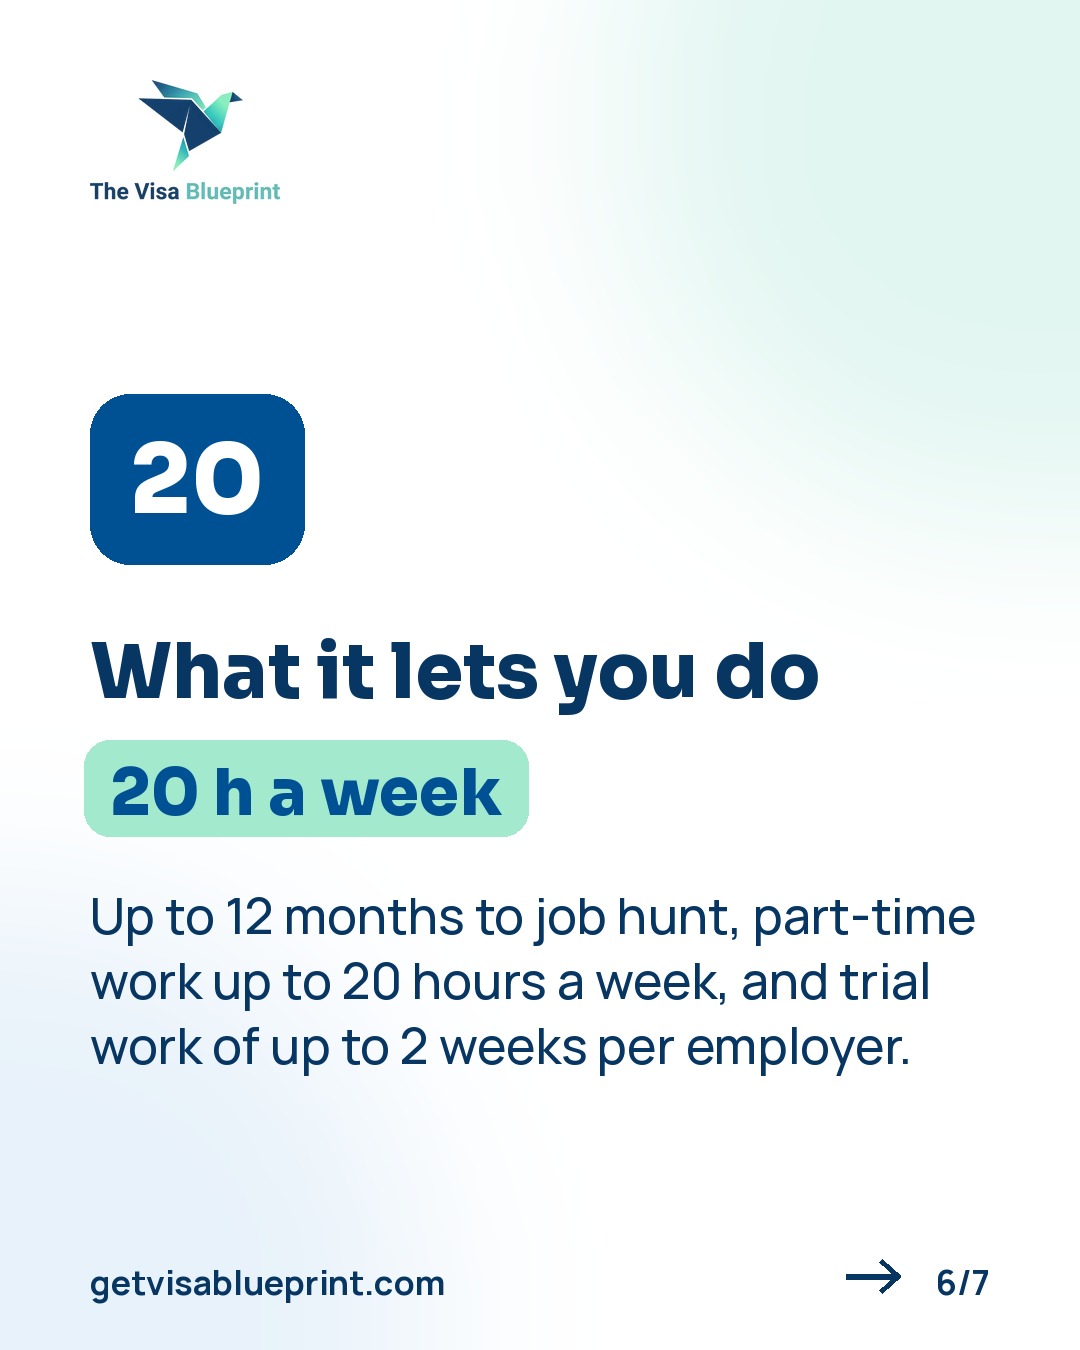 The Visa Blueprint
20
What it lets you do
20 h a week
Up to 12 months to job hunt, part-time
work up to 20 hours a week, and trial
work of up to 2 weeks per employer.
getvisablueprint.com
→ 6/7